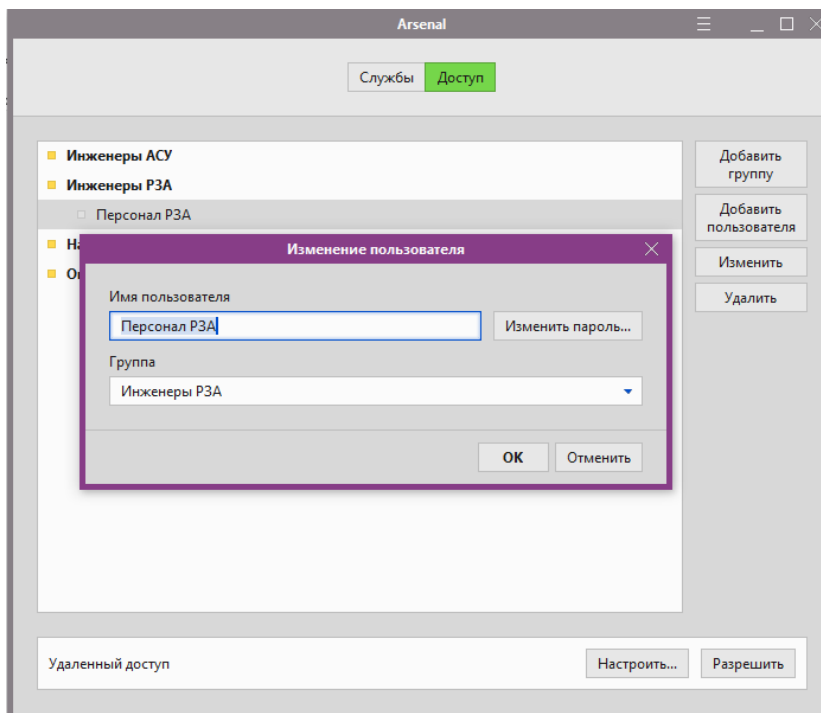 Arsenal
Службы Доступ
Инженеры АСУ
Инженеры РЗА
Персонал РЗА
Добавить
группу
Добавить
пользователя
Изменить
Удалить
Изменение пользователя
Имя пользователя
Персонал РЗА
Изменить пароль...
Группа
Инженеры РЗА
OK
Отменить
Удаленный доступ
Настроить...
Разрешить